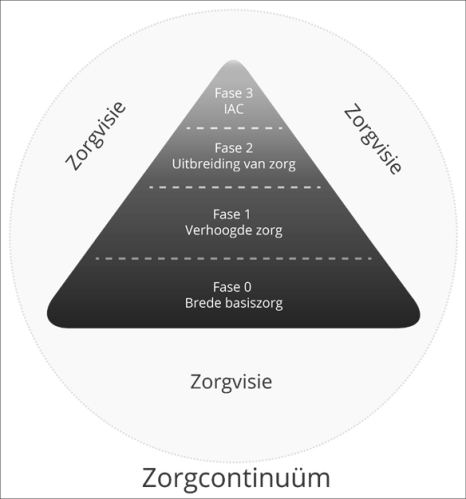 Zorgvisie
Zorgvisie
Fase 3
IAC
Fase 2
Uitbreiding van zorg
Fase 1
Verhoogde zorg
Fase 0
Brede basiszorg
Zorgvisie
Zorgcontinuüm